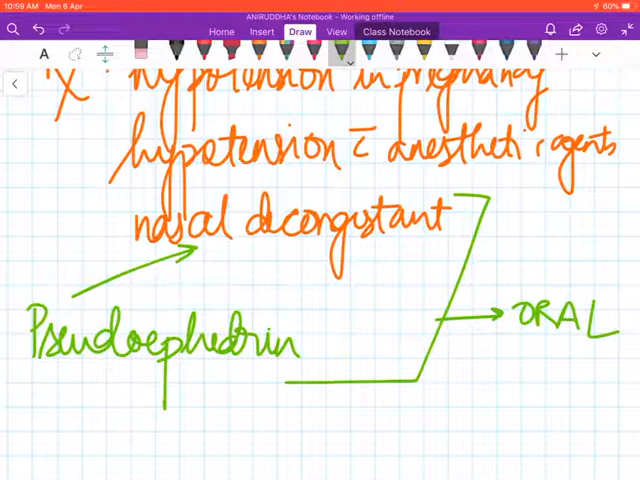 10:59 AM Mon 6 Apr
60%
ANIRUDDHA's Notebook - Working offline
Home Insert Draw View Class Notebook
A
Rx hypotension in pregnancy
hypotension c̄ anesthetic agents
nasal decongestant
Pseudoephedrin
ORAL